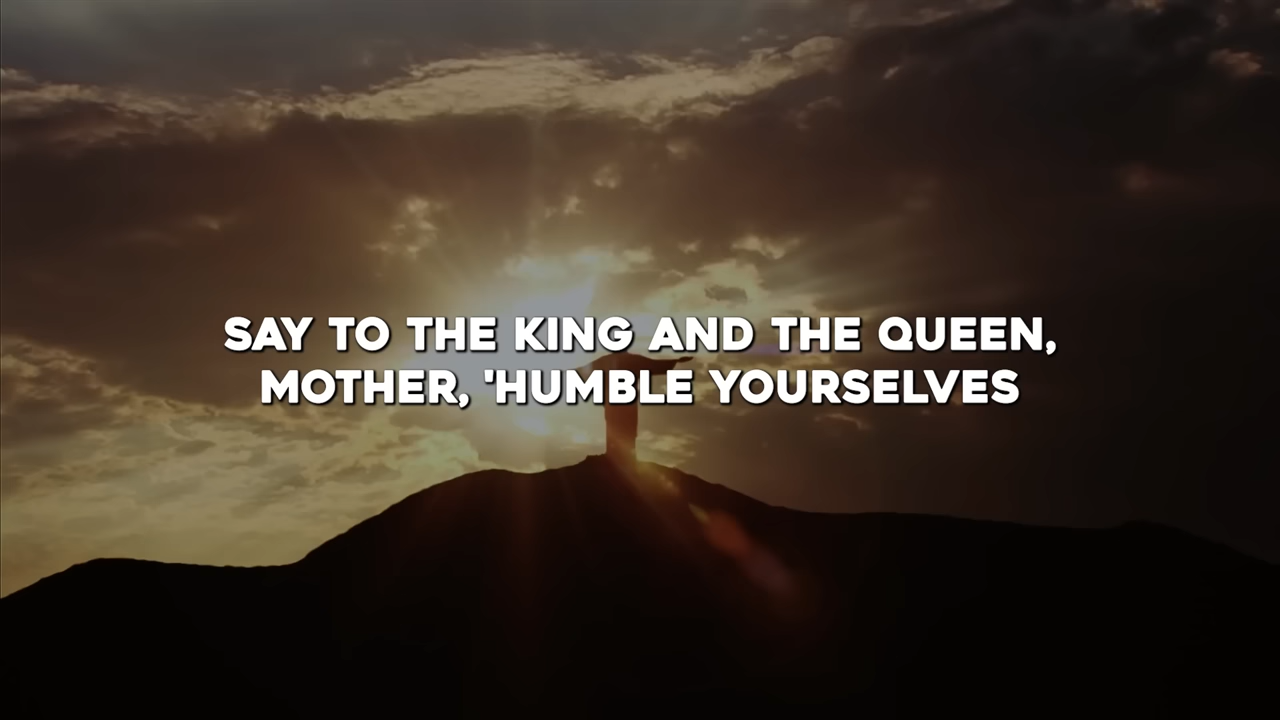 SAY TO THE KING AND THE QUEEN,
MOTHER, 'HUMBLE YOURSELVES